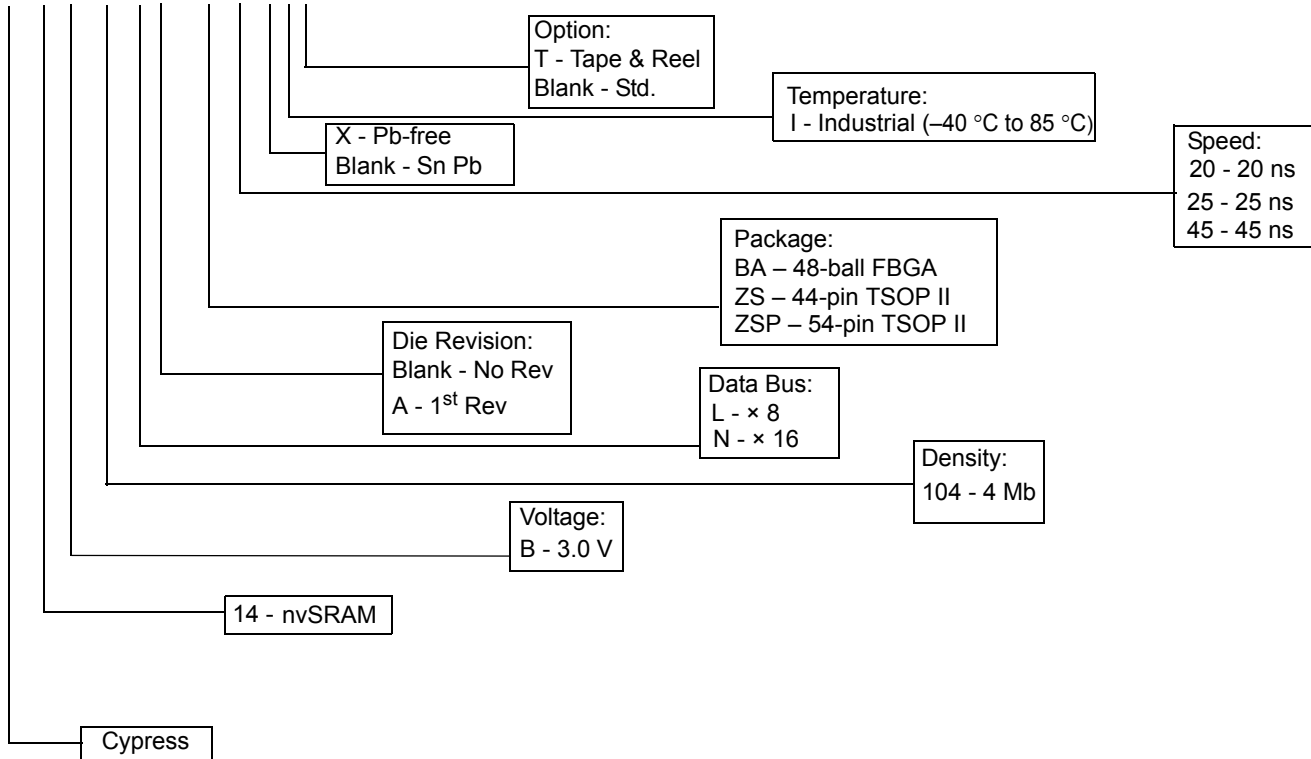 Option:
T - Tape & Reel
Blank - Std.
Temperature:
I - Industrial (–40 °C to 85 °C)
X - Pb-free
Blank - Sn Pb
Speed:
20 - 20 ns
25 - 25 ns
45 - 45 ns
Package:
BA – 48-ball FBGA
ZS – 44-pin TSOP II
ZSP – 54-pin TSOP II
Die Revision:
Blank - No Rev
A - 1st Rev
Data Bus:
L - × 8
N - × 16
Density:
104 - 4 Mb
Voltage:
B - 3.0 V
14 - nvSRAM
Cypress